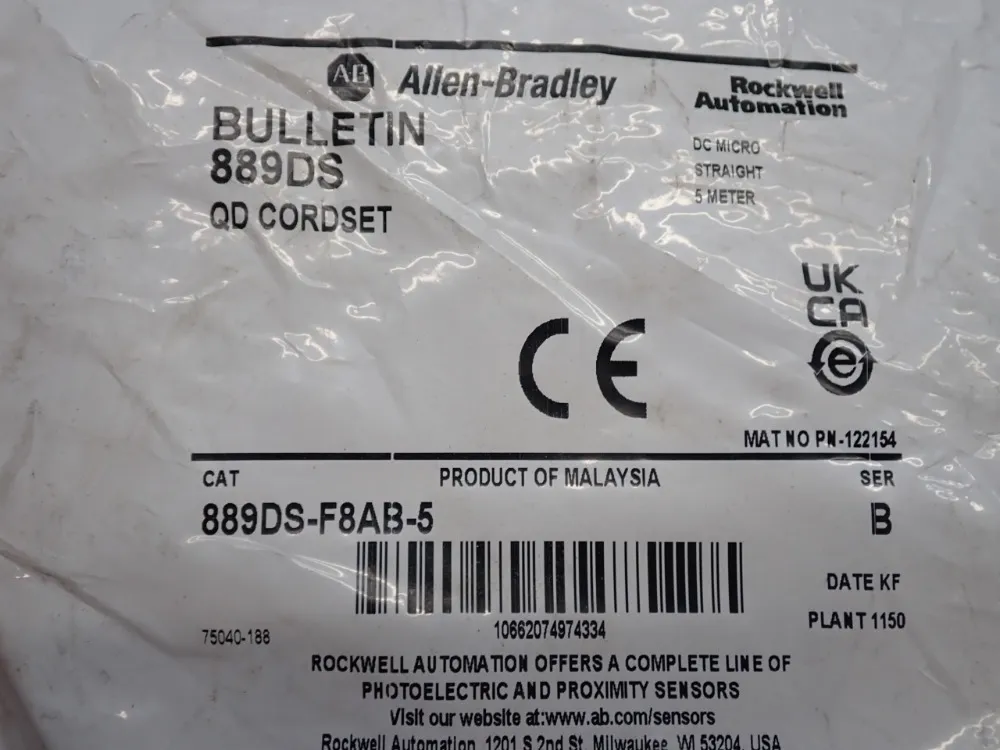 AB Allen-Bradley
Rockwell
Automation
BULLETIN
889DS
QD CORDSET
DC MICRO
STRAIGHT
5 METER
UK
CA
e
CE
MAT NO PN-122154
CAT PRODUCT OF MALAYSIA SER
889DS-F8AB-5 B
DATE KF
PLANT 1150
10662074974334
75040-188
ROCKWELL AUTOMATION OFFERS A COMPLETE LINE OF
PHOTOELECTRIC AND PROXIMITY SENSORS
Visit our website at:www.ab.com/sensors
Rockwell Automation, 1201 S 2nd St. Milwaukee, WI 53204, USA